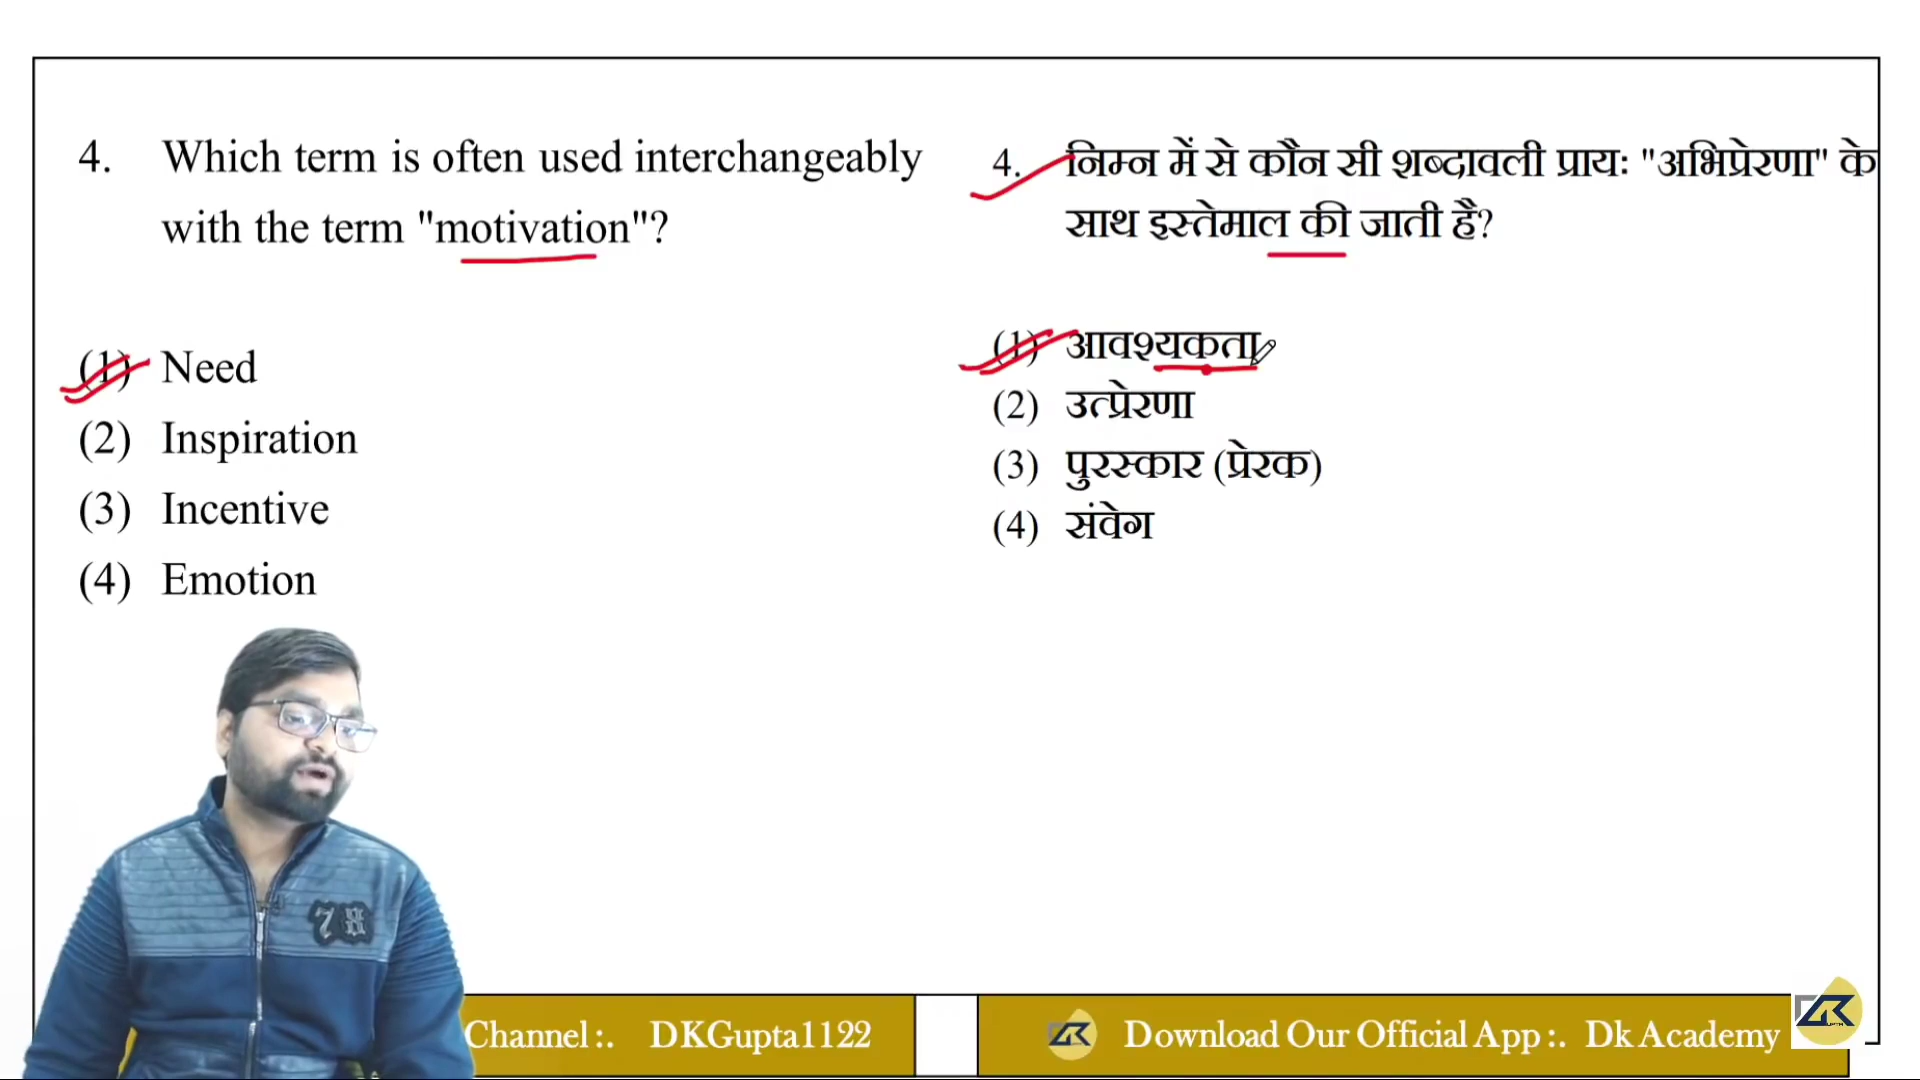 4. Which term is often used interchangeably
with the term "motivation"?
(1) Need
(2) Inspiration
(3) Incentive
(4) Emotion
4. निम्न में से कौन सी शब्दावली प्रायः "अभिप्रेरणा" के
साथ इस्तेमाल की जाती है?
(1) आवश्यकता
(2) उत्प्रेरणा
(3) पुरस्कार (प्रेरक)
(4) संवेग
78
Channel :. DKGupta1122
Download Our Official App :. Dk Academy